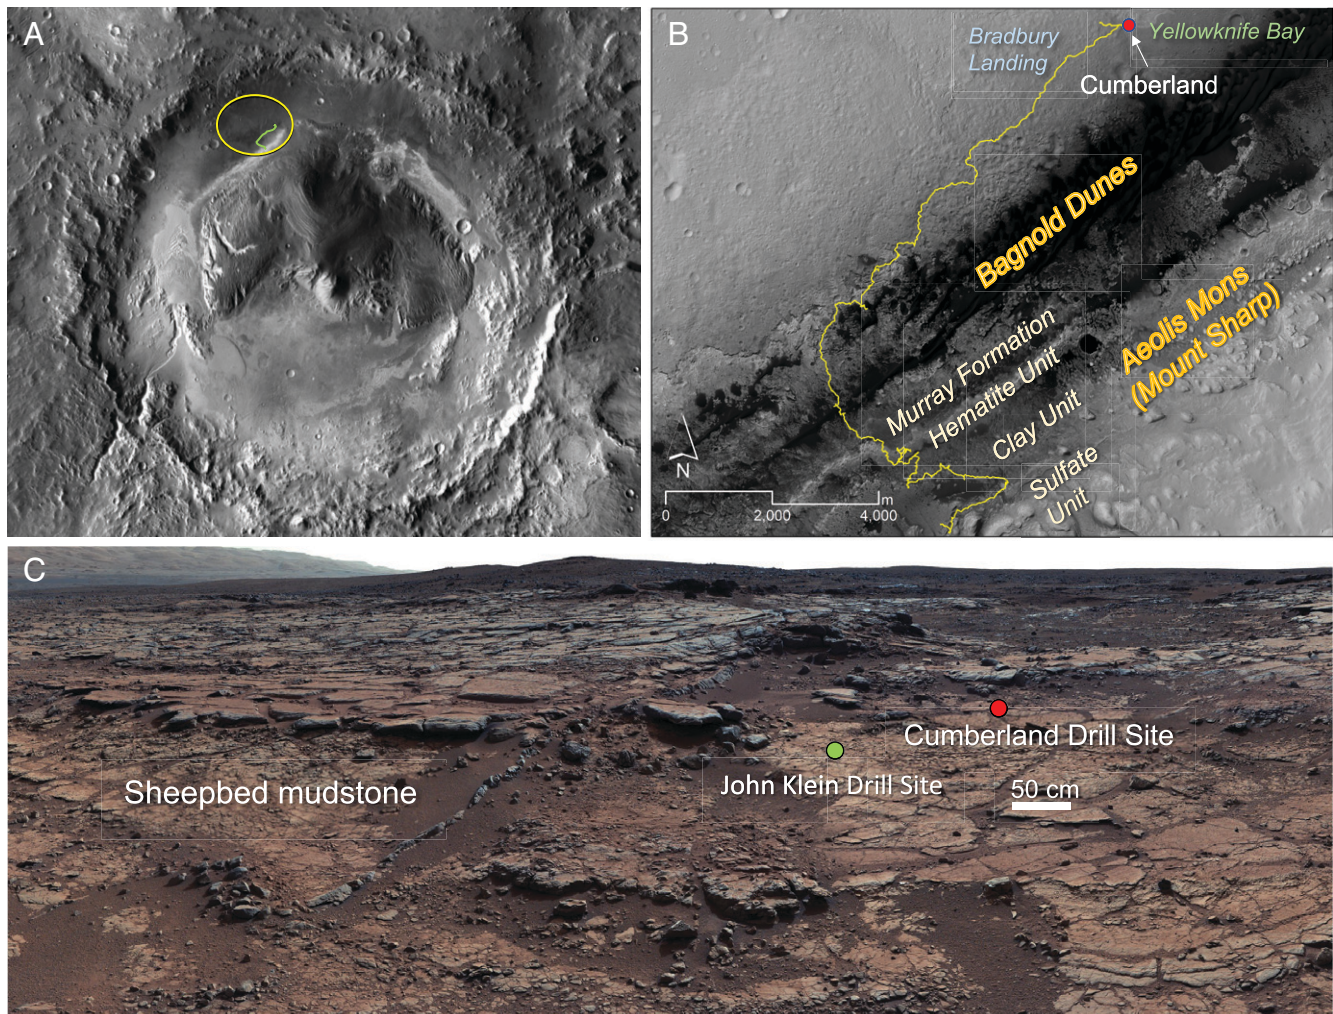 A
B
Bradbury
Landing
Yellowknife Bay
Cumberland
Bagnold Dunes
Aeolis Mons
(Mount Sharp)
Murray Formation
Hematite Unit
Clay Unit
Sulfate
Unit
N
m
0
2,000
4,000
C
Cumberland Drill Site
John Klein Drill Site
50 cm
Sheepbed mudstone